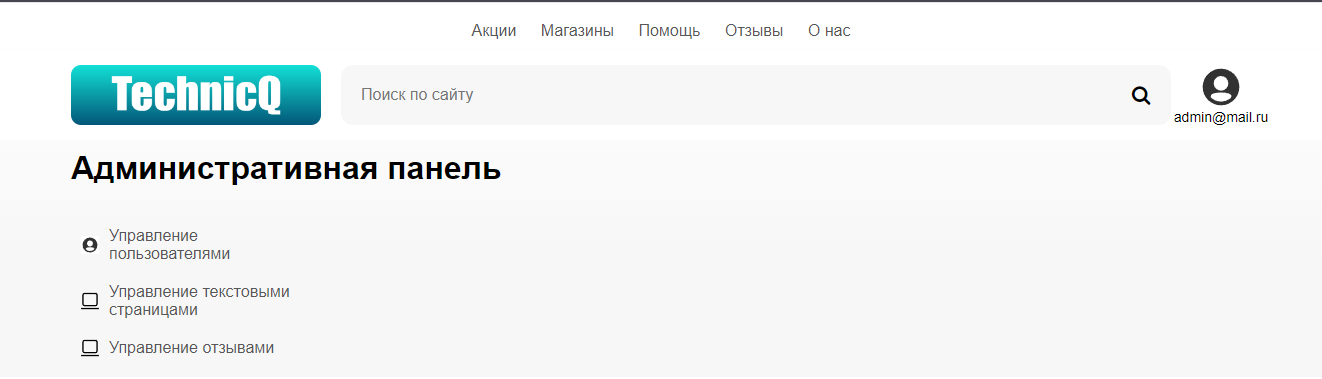 Акции Магазины Помощь Отзывы О нас
TechnicQ
Поиск по сайту
admin@mail.ru
Административная панель
Управление
пользователями
Управление текстовыми
страницами
Управление отзывами